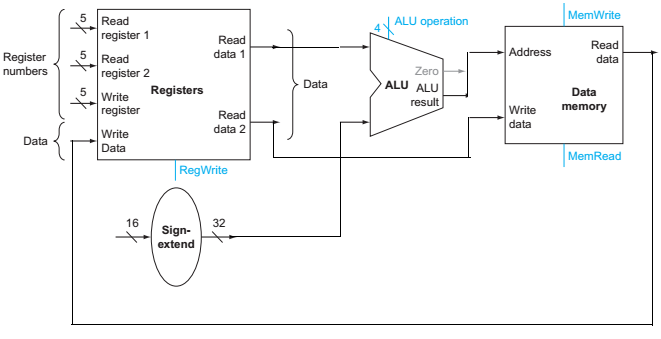 MemWrite
4
ALU operation
5
Read
register 1
Read
data 1
Register
numbers
5
Read
register 2
Registers
Data
Zero
ALU
ALU
result
Address
Read
data
Data
memory
5
Write
register
Read
data 2
Write
data
Data
Write
Data
MemRead
RegWrite
16
Sign-
extend
32